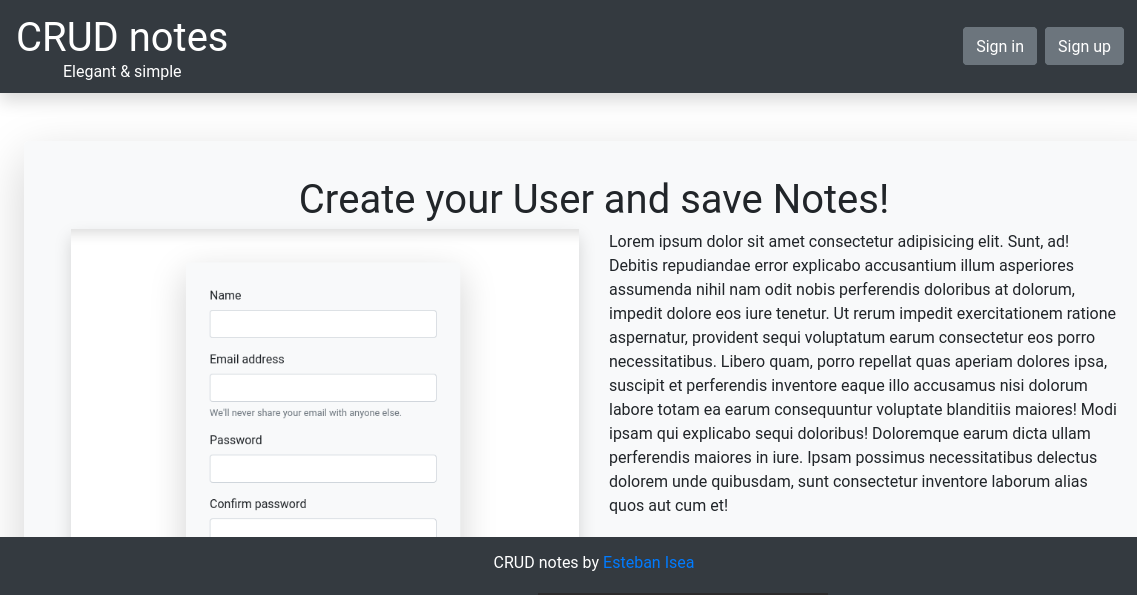 CRUD notes
Elegant & simple
Sign in
Sign up
Create your User and save Notes!
Name
Email address
We'll never share your email with anyone else.
Password
Confirm password
Lorem ipsum dolor sit amet consectetur adipisicing elit. Sunt, ad!
Debitis repudiandae error explicabo accusantium illum asperiores
assumenda nihil nam odit nobis perferendis doloribus at dolorum,
impedit dolore eos iure tenetur. Ut rerum impedit exercitationem ratione
aspernatur, provident sequi voluptatum earum consectetur eos porro
necessitatibus. Libero quam, porro repellat quas aperiam dolores ipsa,
suscipit et perferendis inventore eaque illo accusamus nisi dolorum
labore totam ea earum consequuntur voluptate blanditiis maiores! Modi
ipsam qui explicabo sequi doloribus! Doloremque earum dicta ullam
perferendis maiores in iure. Ipsam possimus necessitatibus delectus
dolorem unde quibusdam, sunt consectetur inventore laborum alias
quos aut cum et!
CRUD notes by Esteban Isea